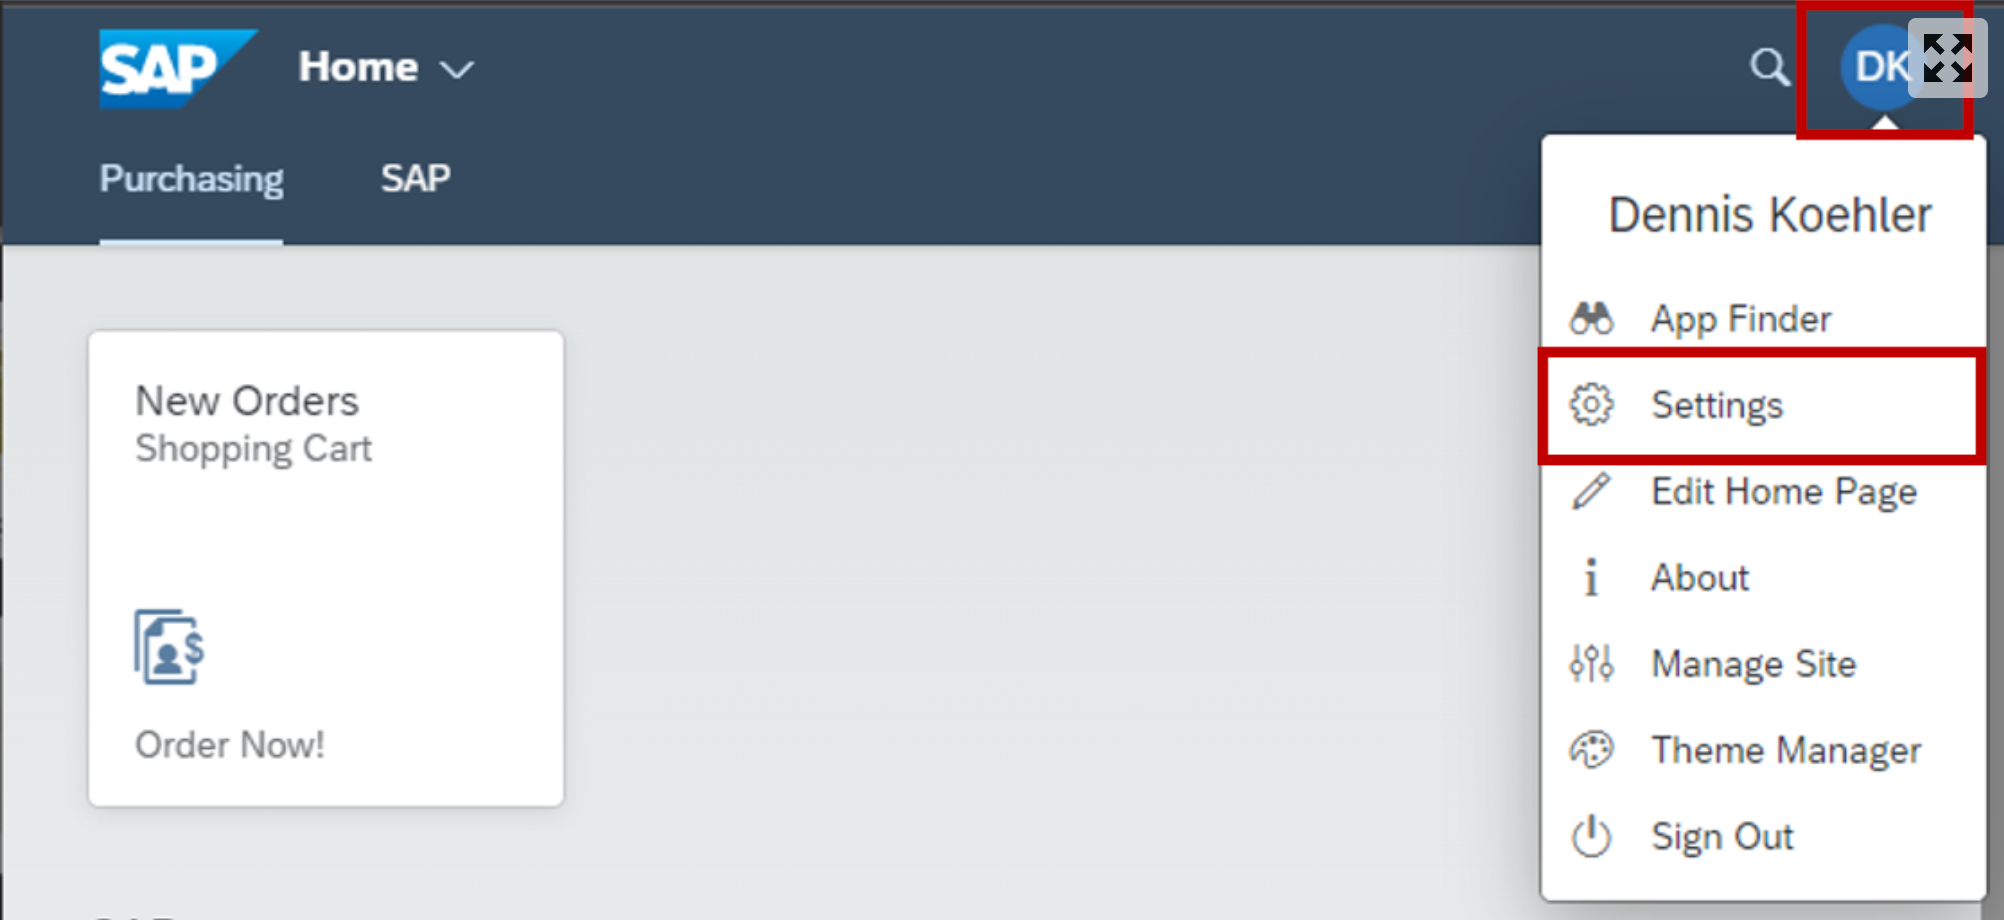 SAP
Home
DK
Purchasing
SAP
Dennis Koehler
App Finder
Settings
Edit Home Page
About
Manage Site
Theme Manager
Sign Out
New Orders
Shopping Cart
Order Now!